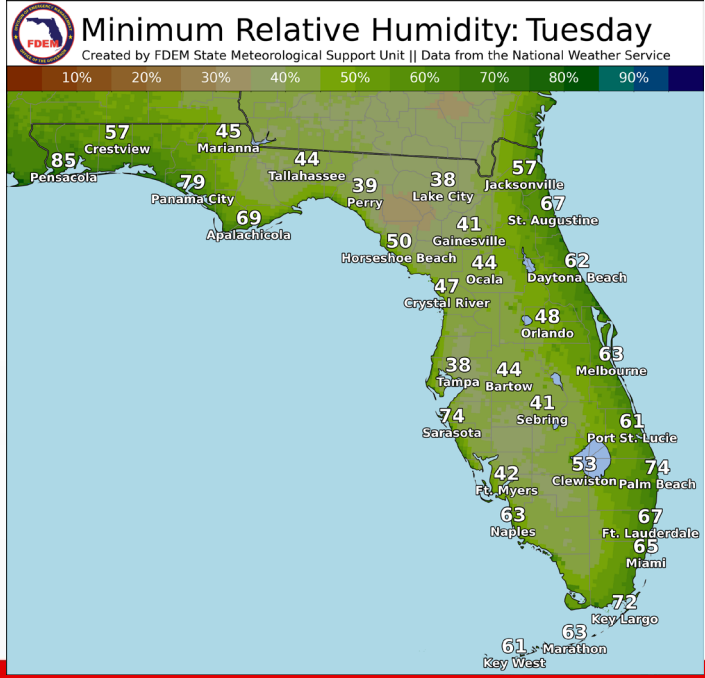 Minimum Relative Humidity: Tuesday
Created by FDEM State Meteorological Support Unit || Data from the National Weather Service
FDEM
10% 20% 30% 40% 50% 60% 70% 80% 90%
57
Crestview
45
Marianna
85
Pensacola
44
Tallahassee
79
Panama City
39
Perry
38
Lake City
57
Jacksonville
69
Apalachicola
67
St. Augustine
41
Gainesville
50
Horseshoe Beach
44
Ocala
62
Daytona Beach
47
Crystal River
48
Orlando
63
Melbourne
38
Tampa
44
Bartow
41
Sebring
74
Sarasota
61
Port St. Lucie
53
Clewiston
74
Palm Beach
42
Ft. Myers
63
Naples
67
Ft. Lauderdale
65
Miami
72
Key Largo
63
Marathon
61
Key West